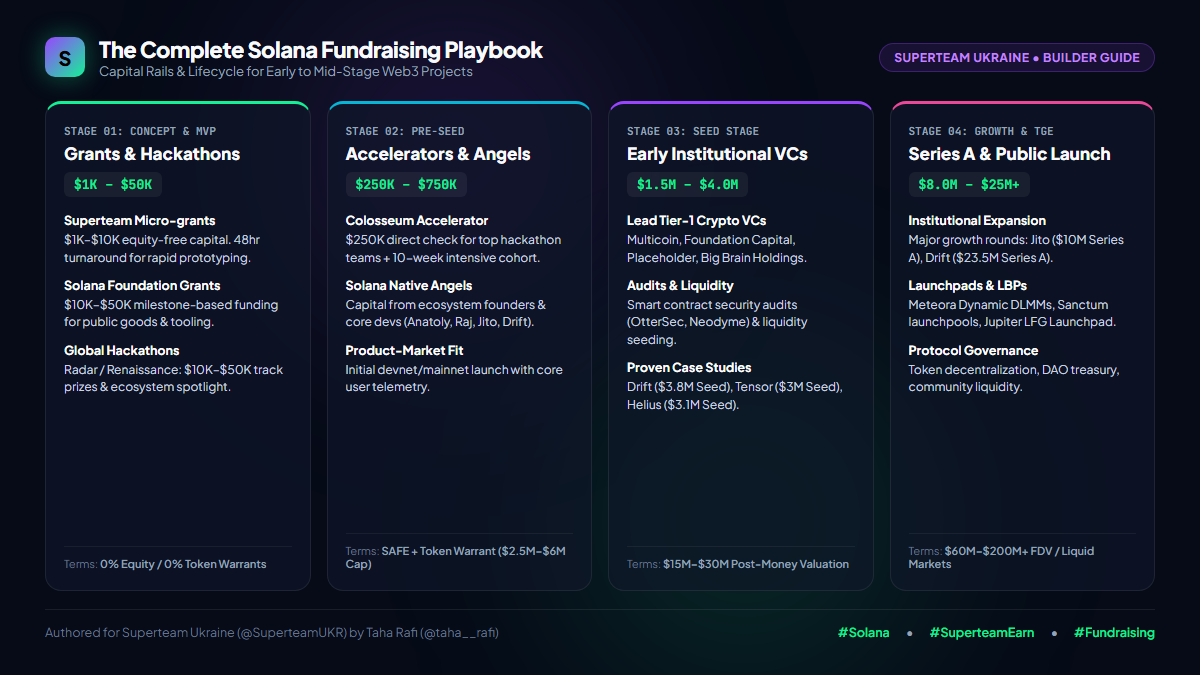 S
The Complete Solana Fundraising Playbook
Capital Rails & Lifecycle for Early to Mid-Stage Web3 Projects
SUPERTEAM UKRAINE • BUILDER GUIDE
STAGE 01: CONCEPT & MVP
Grants & Hackathons
$1K – $50K
Superteam Micro-grants
$1K–$10K equity-free capital. 48hr
turnaround for rapid prototyping.
Solana Foundation Grants
$10K–$50K milestone-based funding
for public goods & tooling.
Global Hackathons
Radar / Renaissance: $10K–$50K track
prizes & ecosystem spotlight.
Terms: 0% Equity / 0% Token Warrants
STAGE 02: PRE-SEED
Accelerators & Angels
$250K – $750K
Colosseum Accelerator
$250K direct check for top hackathon
teams + 10-week intensive cohort.
Solana Native Angels
Capital from ecosystem founders &
core devs (Anatoly, Raj, Jito, Drift).
Product-Market Fit
Initial devnet/mainnet launch with core
user telemetry.
Terms: SAFE + Token Warrant ($2.5M–$6M
Cap)
STAGE 03: SEED STAGE
Early Institutional VCs
$1.5M – $4.0M
Lead Tier-1 Crypto VCs
Multicoin, Foundation Capital,
Placeholder, Big Brain Holdings.
Audits & Liquidity
Smart contract security audits
(OtterSec, Neodyme) & liquidity
seeding.
Proven Case Studies
Drift ($3.8M Seed), Tensor ($3M Seed),
Helius ($3.1M Seed).
Terms: $15M–$30M Post-Money Valuation
STAGE 04: GROWTH & TGE
Series A & Public Launch
$8.0M – $25M+
Institutional Expansion
Major growth rounds: Jito ($10M Series
A), Drift ($23.5M Series A).
Launchpads & LBPs
Meteora Dynamic DLMMs, Sanctum
launchpools, Jupiter LFG Launchpad.
Protocol Governance
Token decentralization, DAO treasury,
community liquidity.
Terms: $60M–$200M+ FDV / Liquid
Markets
Authored for Superteam Ukraine (@SuperteamUKR) by Taha Rafi (@taha__rafi)
#Solana • #SuperteamEarn • #Fundraising